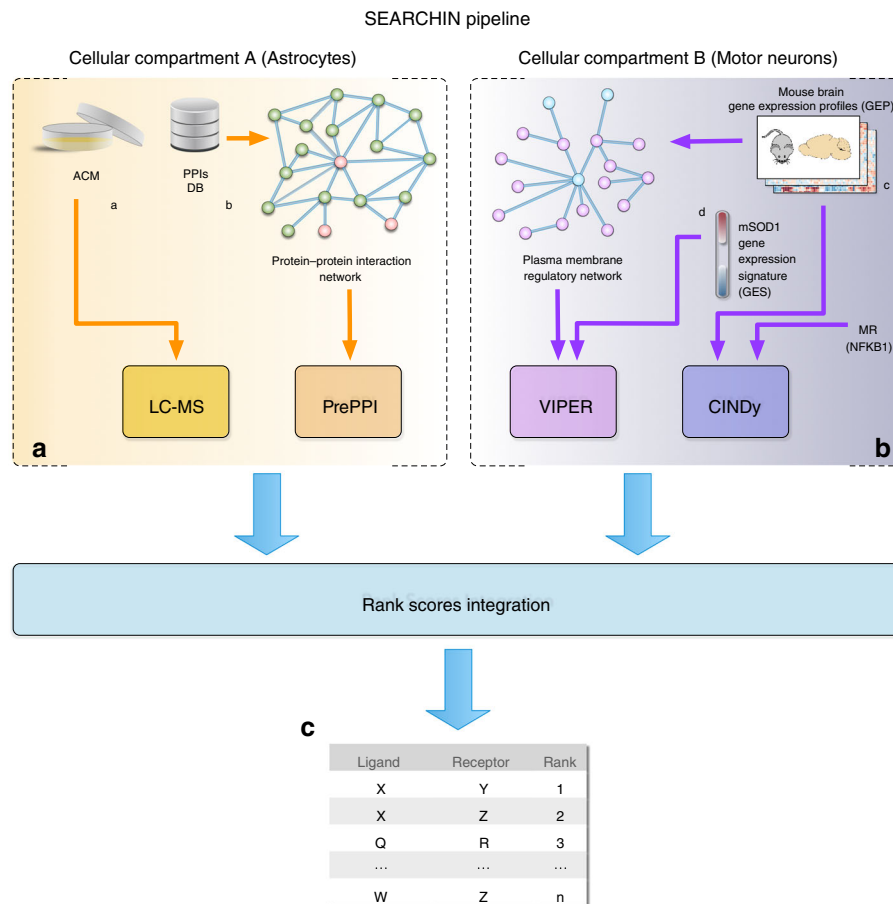 SEARCHIN pipeline
Cellular compartment A (Astrocytes)
ACM
a
PPIs
DB
b
Protein–protein interaction
network
LC-MS
PrePPI
a
Cellular compartment B (Motor neurons)
Mouse brain
gene expression profiles (GEP)
c
d
mSOD1
gene
expression
signature
(GES)
Plasma membrane
regulatory network
MR
(NFKB1)
VIPER
CINDy
b
Rank scores integration
c
Ligand Receptor Rank
X Y 1
X Z 2
Q R 3
... ... ...
W Z n